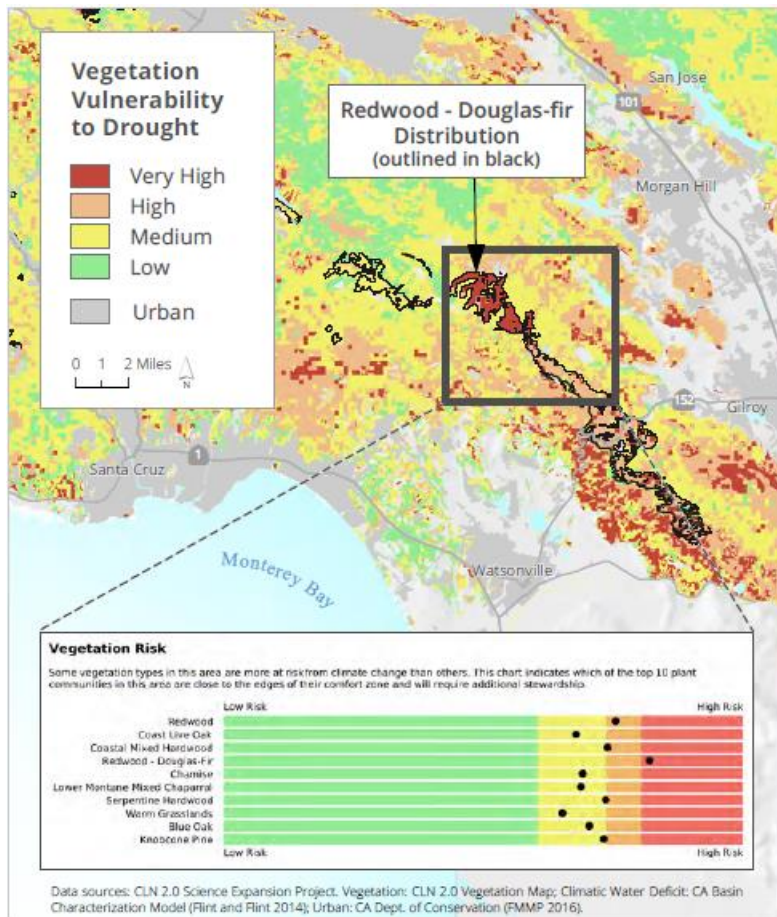 Vegetation
Vulnerability
to Drought
Very High
High
Medium
Low
Urban
0 1 2 Miles
N
Redwood - Douglas-fir
Distribution
(outlined in black)
San Jose
101
Morgan Hill
152
Gilroy
Santa Cruz
1
Watsonville
Monterey Bay
Vegetation Risk
Some vegetation types in this area are more at riskfrom climate change than others. This chart indicates which of the top 10 plant
communities in this area are close to the edges of their comfort zone and will require additional stewardship.
Low Risk High Risk
Redwood
Coast Live Oak
Coastal Mixed Hardwood
Redwood - Douglas-Fir
Chamise
Lower Montane Mixed Chaparral
Serpentine Hardwood
Warm Grasslands
Blue Oak
Knobcone Pine
Low Risk High Risk
Data sources: CLN 2.0 Science Expansion Project. Vegetation: CLN 2.0 Vegetation Map; Climatic Water Deficit: CA Basin
Characterization Model (Flint and Flint 2014); Urban: CA Dept. of Conservation (FMMP 2016).